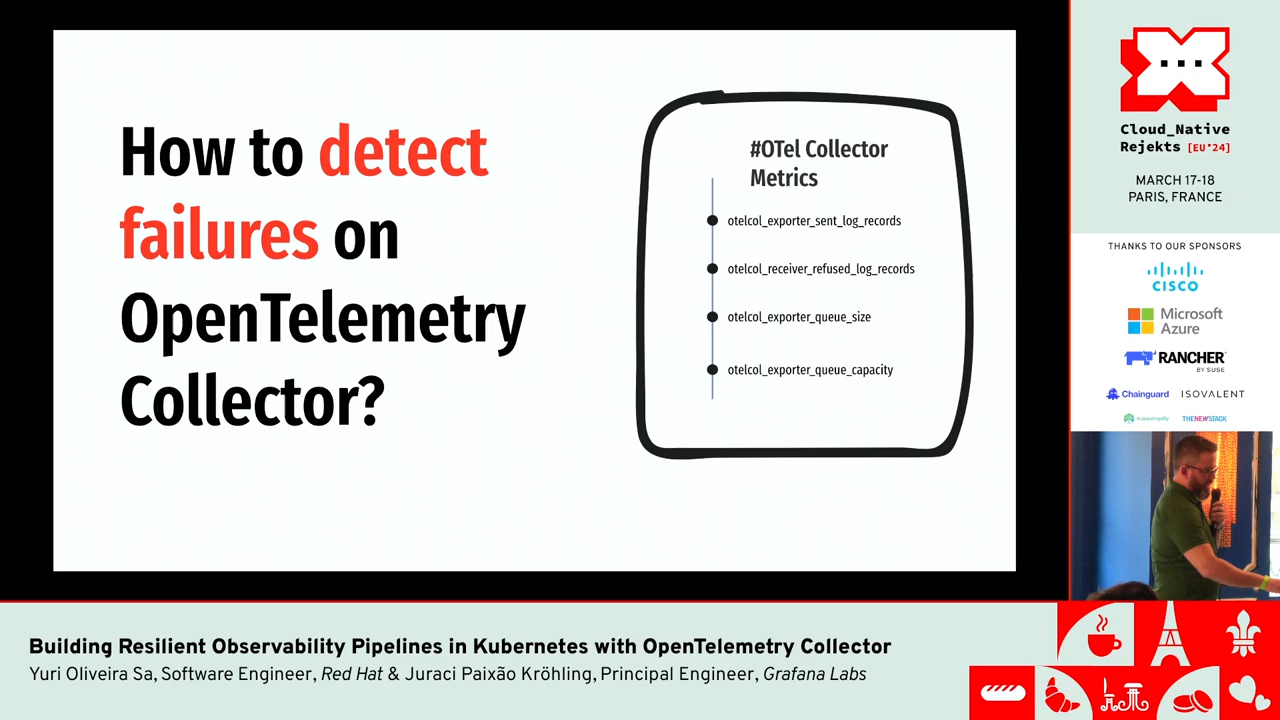 How to detect
failures on
OpenTelemetry
Collector?
#OTel Collector
Metrics
otelcol_exporter_sent_log_records
otelcol_receiver_refused_log_records
otelcol_exporter_queue_size
otelcol_exporter_queue_capacity
Cloud_Native
Rejekts [EU'24]
MARCH 17-18
PARIS, FRANCE
THANKS TO OUR SPONSORS
CISCO
Microsoft
Azure
RANCHER
BY SUSE
Chainguard
ISOVALENT
Kubesimplify
THENEWSTACK
Building Resilient Observability Pipelines in Kubernetes with OpenTelemetry Collector
Yuri Oliveira Sa, Software Engineer, Red Hat & Juraci Paixão Kröhling, Principal Engineer, Grafana Labs